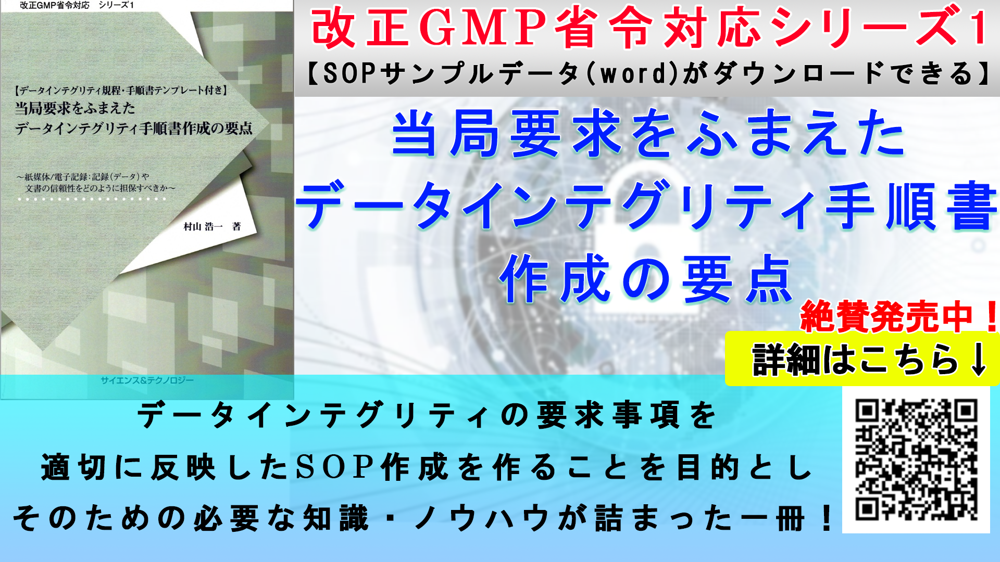 改正GMP省令対応 シリーズ1
【データインテグリティ規程・手順書テンプレート付き】
当局要求をふまえた
データインテグリティ手順書作成の要点
～紙媒体/電子記録:記録(データ)や
文書の信頼性をどのように担保すべきか～
村山 浩一 著
サイエンス&テクノロジー
改正GMP省令対応シリーズ1
【SOPサンプルデータ(word)がダウンロードできる】
当局要求をふまえた
データインテグリティ手順書
作成の要点
絶賛発売中！
詳細はこちら↓
データインテグリティの要求事項を
適切に反映したSOP作成を作ることを目的とし
そのための必要な知識・ノウハウが詰まった一冊！